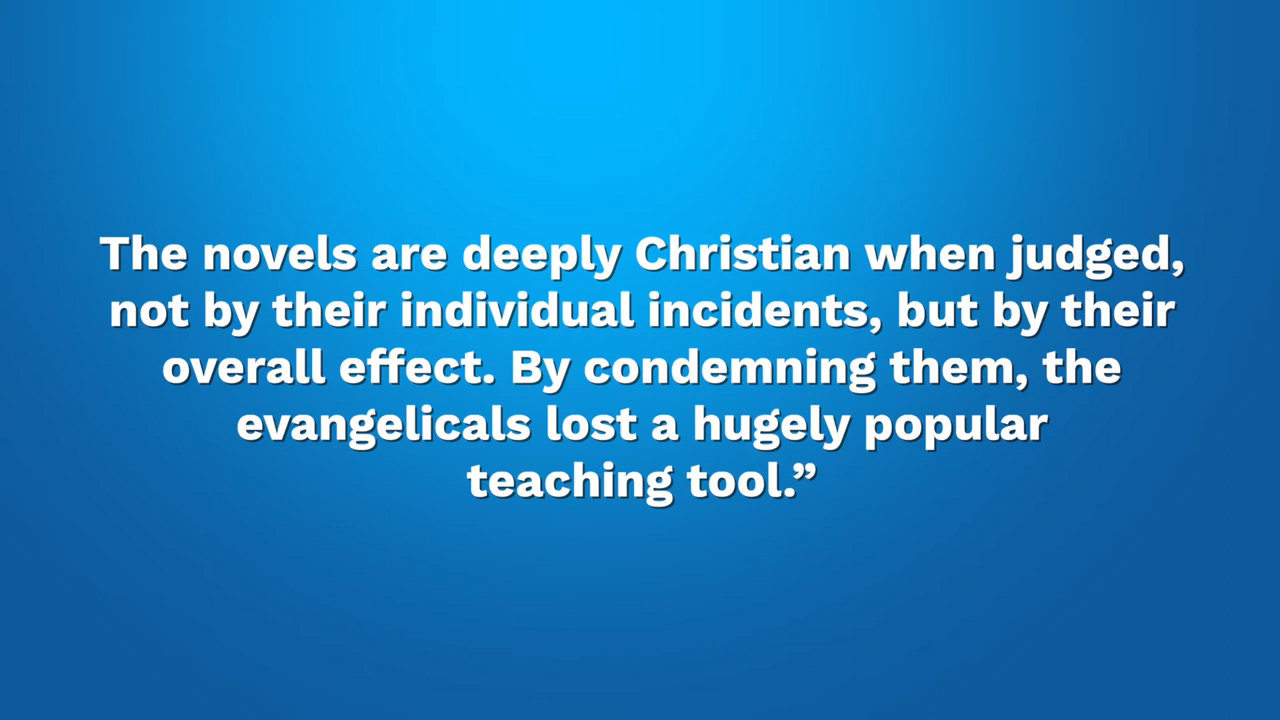 The novels are deeply Christian when judged,
not by their individual incidents, but by their
overall effect. By condemning them, the
evangelicals lost a hugely popular
teaching tool.”